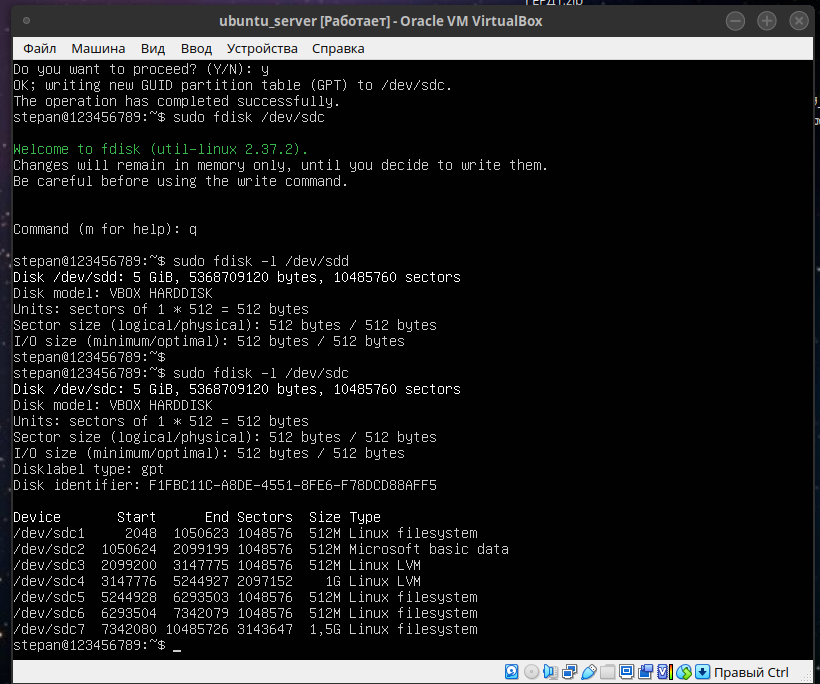 ubuntu_server [Работает] - Oracle VM VirtualBox
Файл Машина Вид Ввод Устройства Справка
Do you want to proceed? (Y/N): y
OK; writing new GUID partition table (GPT) to /dev/sdc.
The operation has completed successfully.
stepan@123456789:~$ sudo fdisk /dev/sdc
Welcome to fdisk (util-linux 2.37.2).
Changes will remain in memory only, until you decide to write them.
Be careful before using the write command.
Command (m for help): q
stepan@123456789:~$ sudo fdisk -l /dev/sdd
Disk /dev/sdd: 5 GiB, 5368709120 bytes, 10485760 sectors
Disk model: VBOX HARDDISK
Units: sectors of 1 * 512 = 512 bytes
Sector size (logical/physical): 512 bytes / 512 bytes
I/O size (minimum/optimal): 512 bytes / 512 bytes
stepan@123456789:~$
stepan@123456789:~$ sudo fdisk -l /dev/sdc
Disk /dev/sdc: 5 GiB, 5368709120 bytes, 10485760 sectors
Disk model: VBOX HARDDISK
Units: sectors of 1 * 512 = 512 bytes
Sector size (logical/physical): 512 bytes / 512 bytes
I/O size (minimum/optimal): 512 bytes / 512 bytes
Disklabel type: gpt
Disk identifier: F1FBC11C-A8DE-4551-8FE6-F78DCD88AFF5
Device Start End Sectors Size Type
/dev/sdc1 2048 1050623 1048576 512M Linux filesystem
/dev/sdc2 1050624 2099199 1048576 512M Microsoft basic data
/dev/sdc3 2099200 3147775 1048576 512M Linux LVM
/dev/sdc4 3147776 5244927 2097152 1G Linux LVM
/dev/sdc5 5244928 6293503 1048576 512M Linux filesystem
/dev/sdc6 6293504 7342079 1048576 512M Linux filesystem
/dev/sdc7 7342080 10485726 3143647 1,5G Linux filesystem
stepan@123456789:~$ _
Правый Ctrl